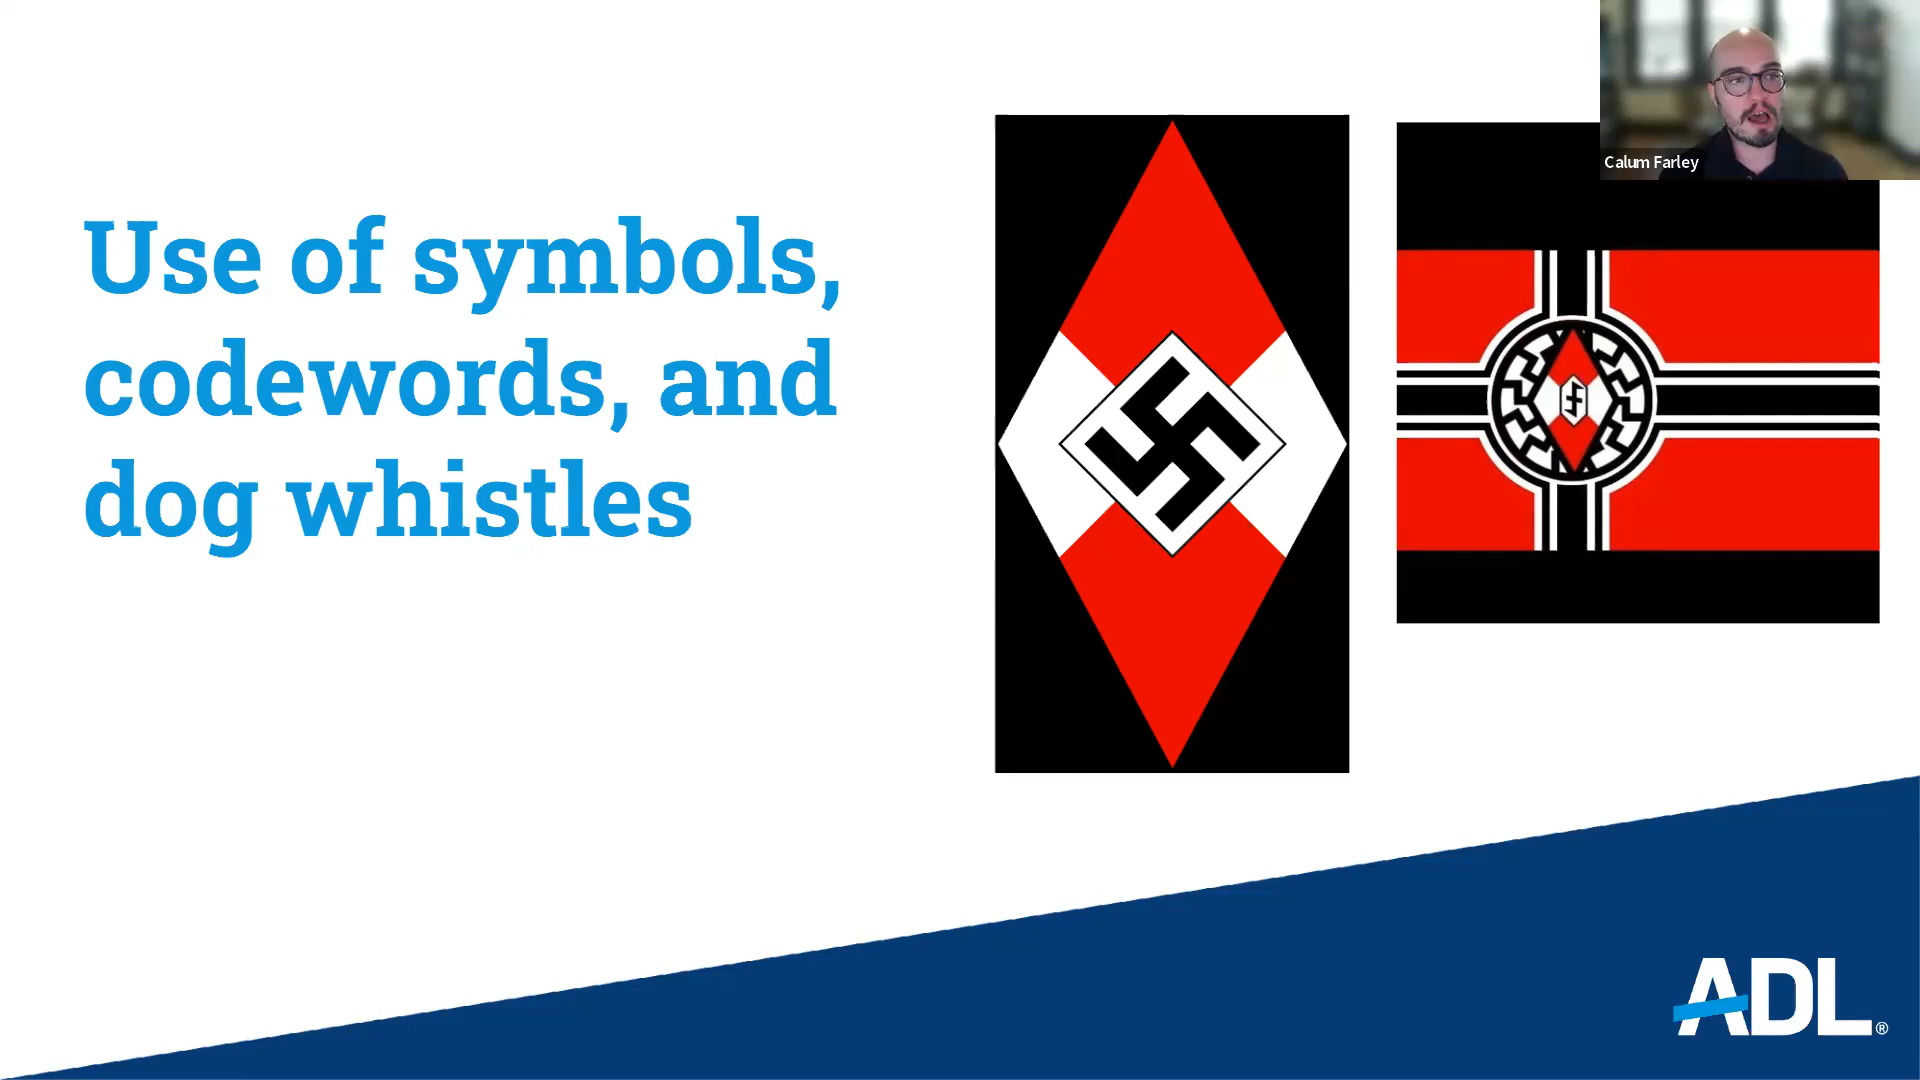 Use of symbols,
codewords, and
dog whistles
Calum Farley
ADL®